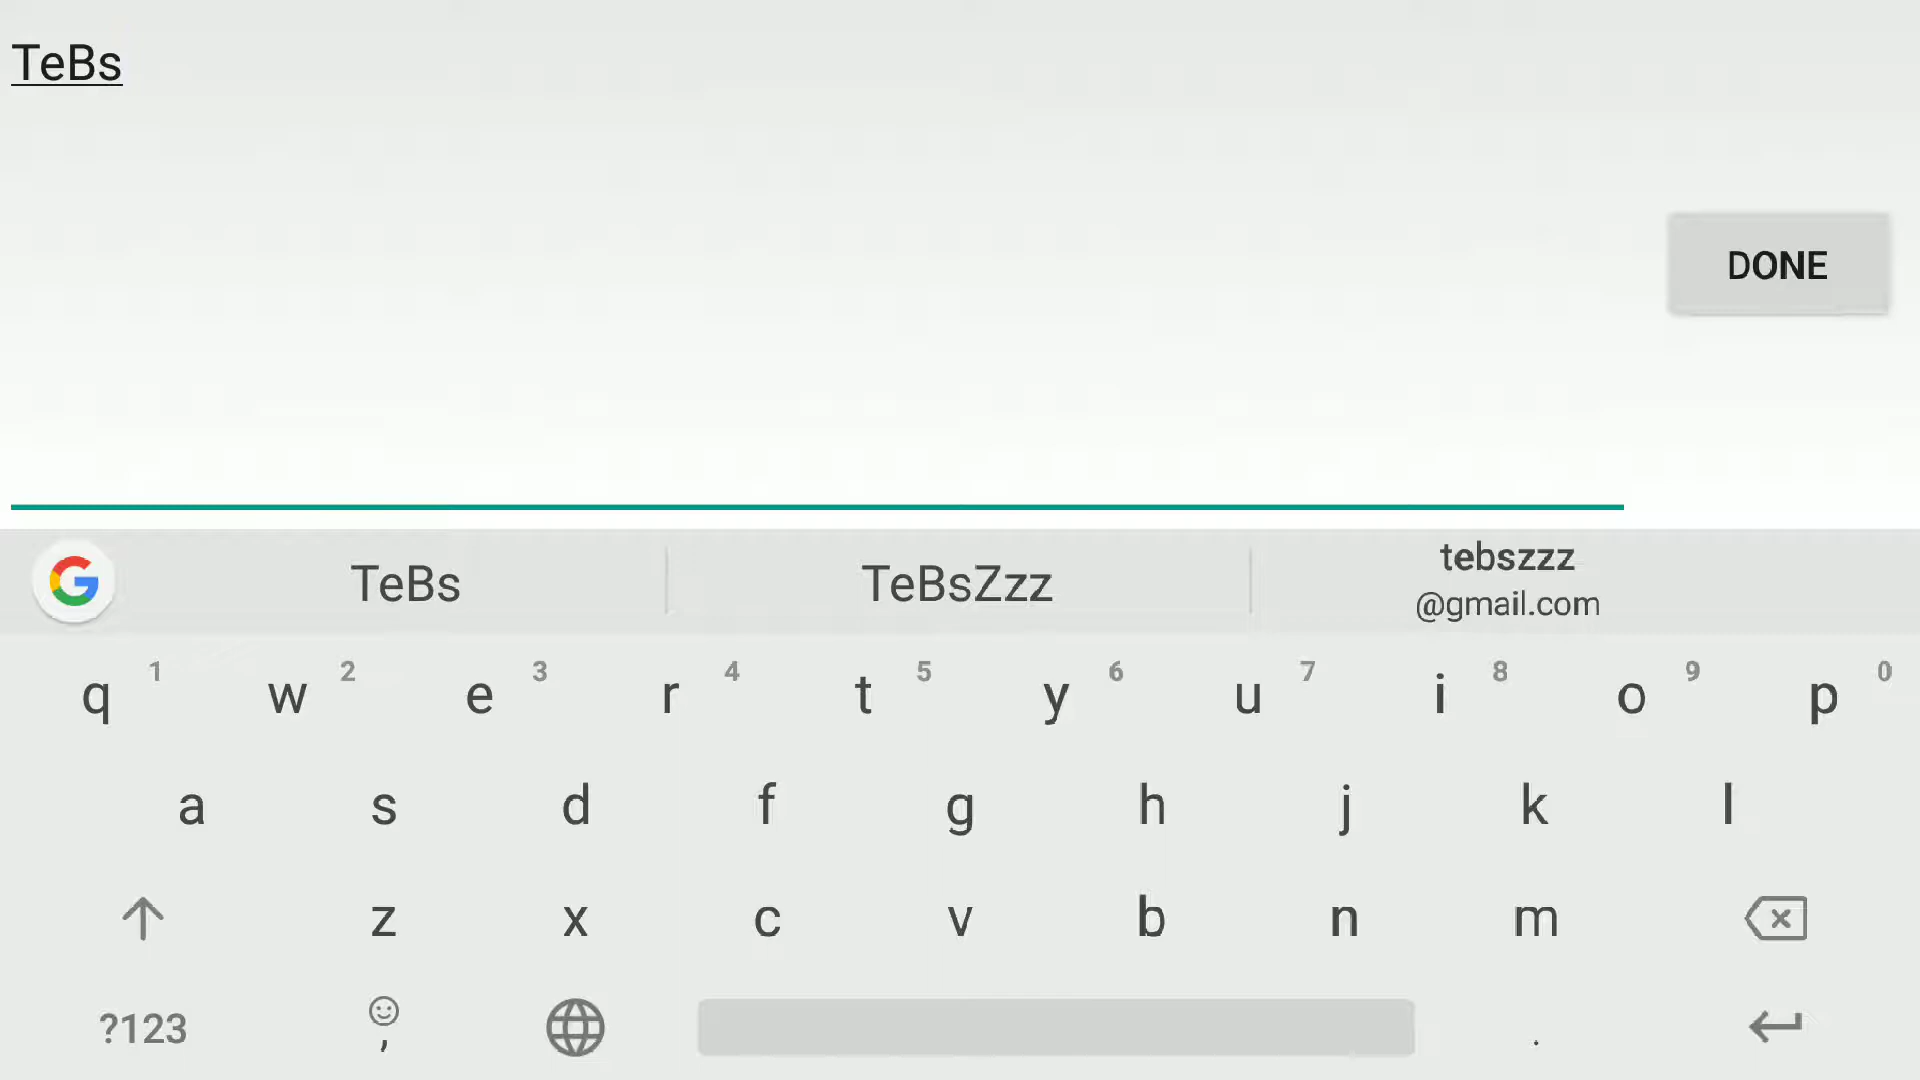 TeBs
DONE
TeBs TeBsZzz tebszzz
@gmail.com
q 1 w 2 e 3 r 4 t 5 y 6 u 7 i 8 o 9 p 0
a s d f g h j k l
z x c v b n m
?123 , .